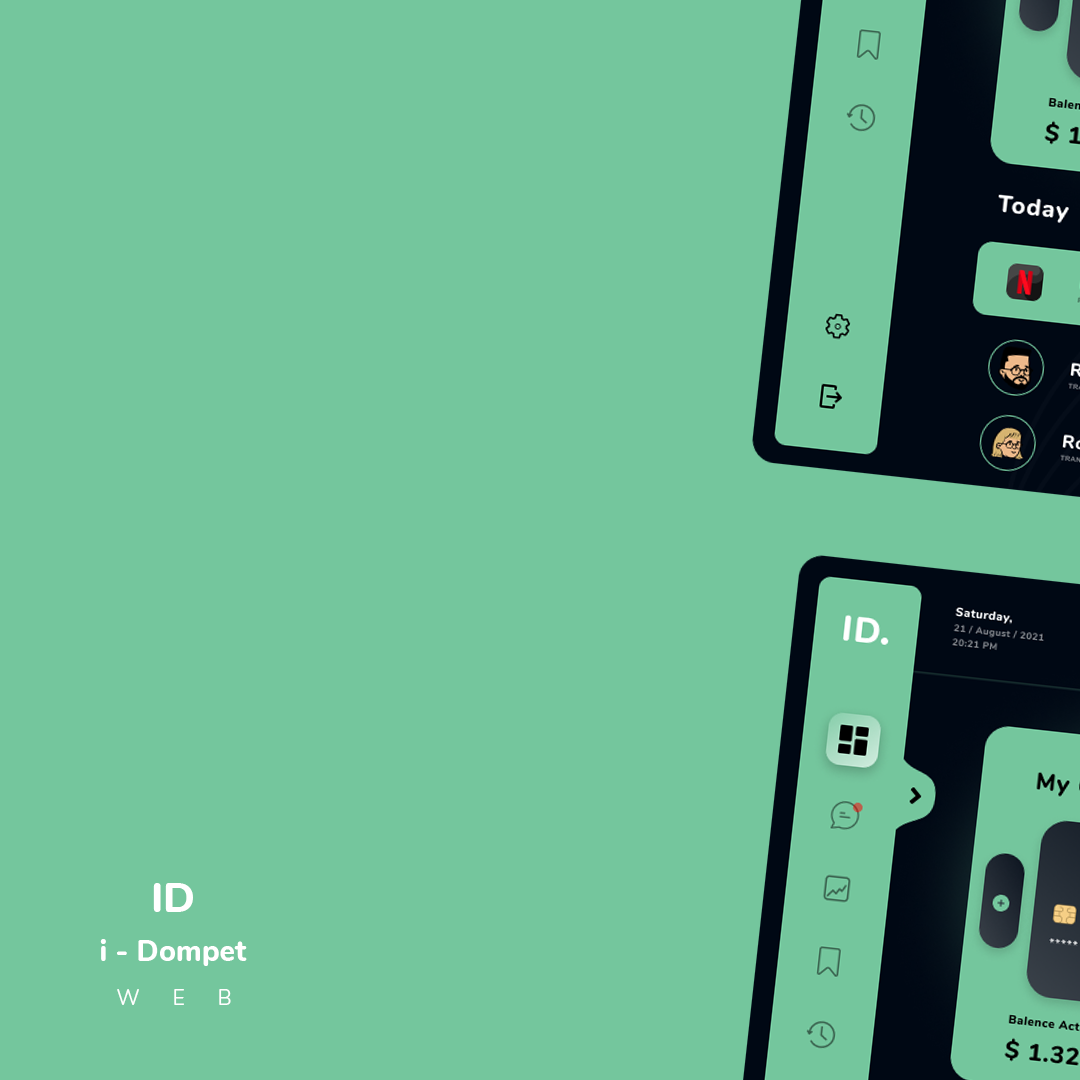 Balen
$ 1
Today
N
R
TRA
Ro
TRAN
ID.
Saturday,
21 / August / 2021
20:21 PM
My
*****
Balence Act
$ 1.32
ID
i - Dompet
W E B